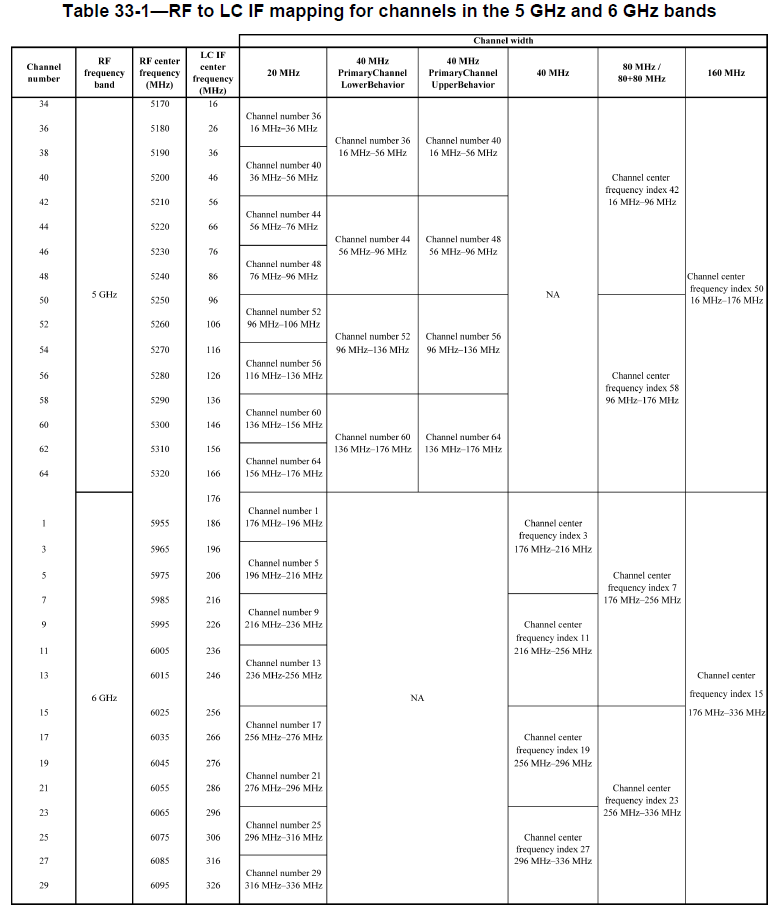 Table 33-1—RF to LC IF mapping for channels in the 5 GHz and 6 GHz bands
Channel width
Channel number
RF frequency band
RF center frequency (MHz)
LC IF center frequency (MHz)
20 MHz
40 MHz PrimaryChannel LowerBehavior
40 MHz PrimaryChannel UpperBehavior
40 MHz
80 MHz / 80+80 MHz
160 MHz
34 5170 16
Channel number 36
36 5180 26 16 MHz–36 MHz
Channel number 36 Channel number 40
38 5190 36 16 MHz–56 MHz 16 MHz–56 MHz
Channel number 40
40 5200 46 36 MHz–56 MHz
Channel center
frequency index 42
16 MHz–96 MHz
42 5210 56
Channel number 44
44 5220 66 56 MHz–76 MHz
Channel number 44 Channel number 48
46 5230 76 56 MHz–96 MHz 56 MHz–96 MHz
Channel number 48
48 5240 86 76 MHz–96 MHz
Channel center
frequency index 50
16 MHz–176 MHz
5 GHz NA
50 5250 96
Channel number 52
52 5260 106 96 MHz–106 MHz
Channel number 52 Channel number 56
54 5270 116 96 MHz–136 MHz 96 MHz–136 MHz
Channel number 56
56 5280 126 116 MHz–136 MHz
Channel center
frequency index 58
96 MHz–176 MHz
58 5290 136
Channel number 60
60 5300 146 136 MHz–156 MHz
Channel number 60 Channel number 64
62 5310 156 136 MHz–176 MHz 136 MHz–176 MHz
Channel number 64
64 5320 166 156 MHz–176 MHz
176
Channel number 1
1 5955 186 176 MHz–196 MHz
Channel center
frequency index 3
176 MHz–216 MHz
3 5965 196
Channel number 5
5 5975 206 196 MHz–216 MHz
Channel center
frequency index 7
176 MHz–256 MHz
7 5985 216
Channel number 9
9 5995 226 216 MHz–236 MHz
Channel center
frequency index 11
216 MHz–256 MHz
11 6005 236
Channel number 13
13 6015 246 236 MHz-256 MHz
Channel center
frequency index 15
176 MHz–336 MHz
6 GHz NA
15 6025 256
Channel number 17
17 6035 266 256 MHz–276 MHz
Channel center
frequency index 19
256 MHz–296 MHz
19 6045 276
Channel number 21
21 6055 286 276 MHz–296 MHz
Channel center
frequency index 23
256 MHz–336 MHz
23 6065 296
Channel number 25
25 6075 306 296 MHz–316 MHz
Channel center
frequency index 27
296 MHz–336 MHz
27 6085 316
Channel number 29
29 6095 326 316 MHz–336 MHz